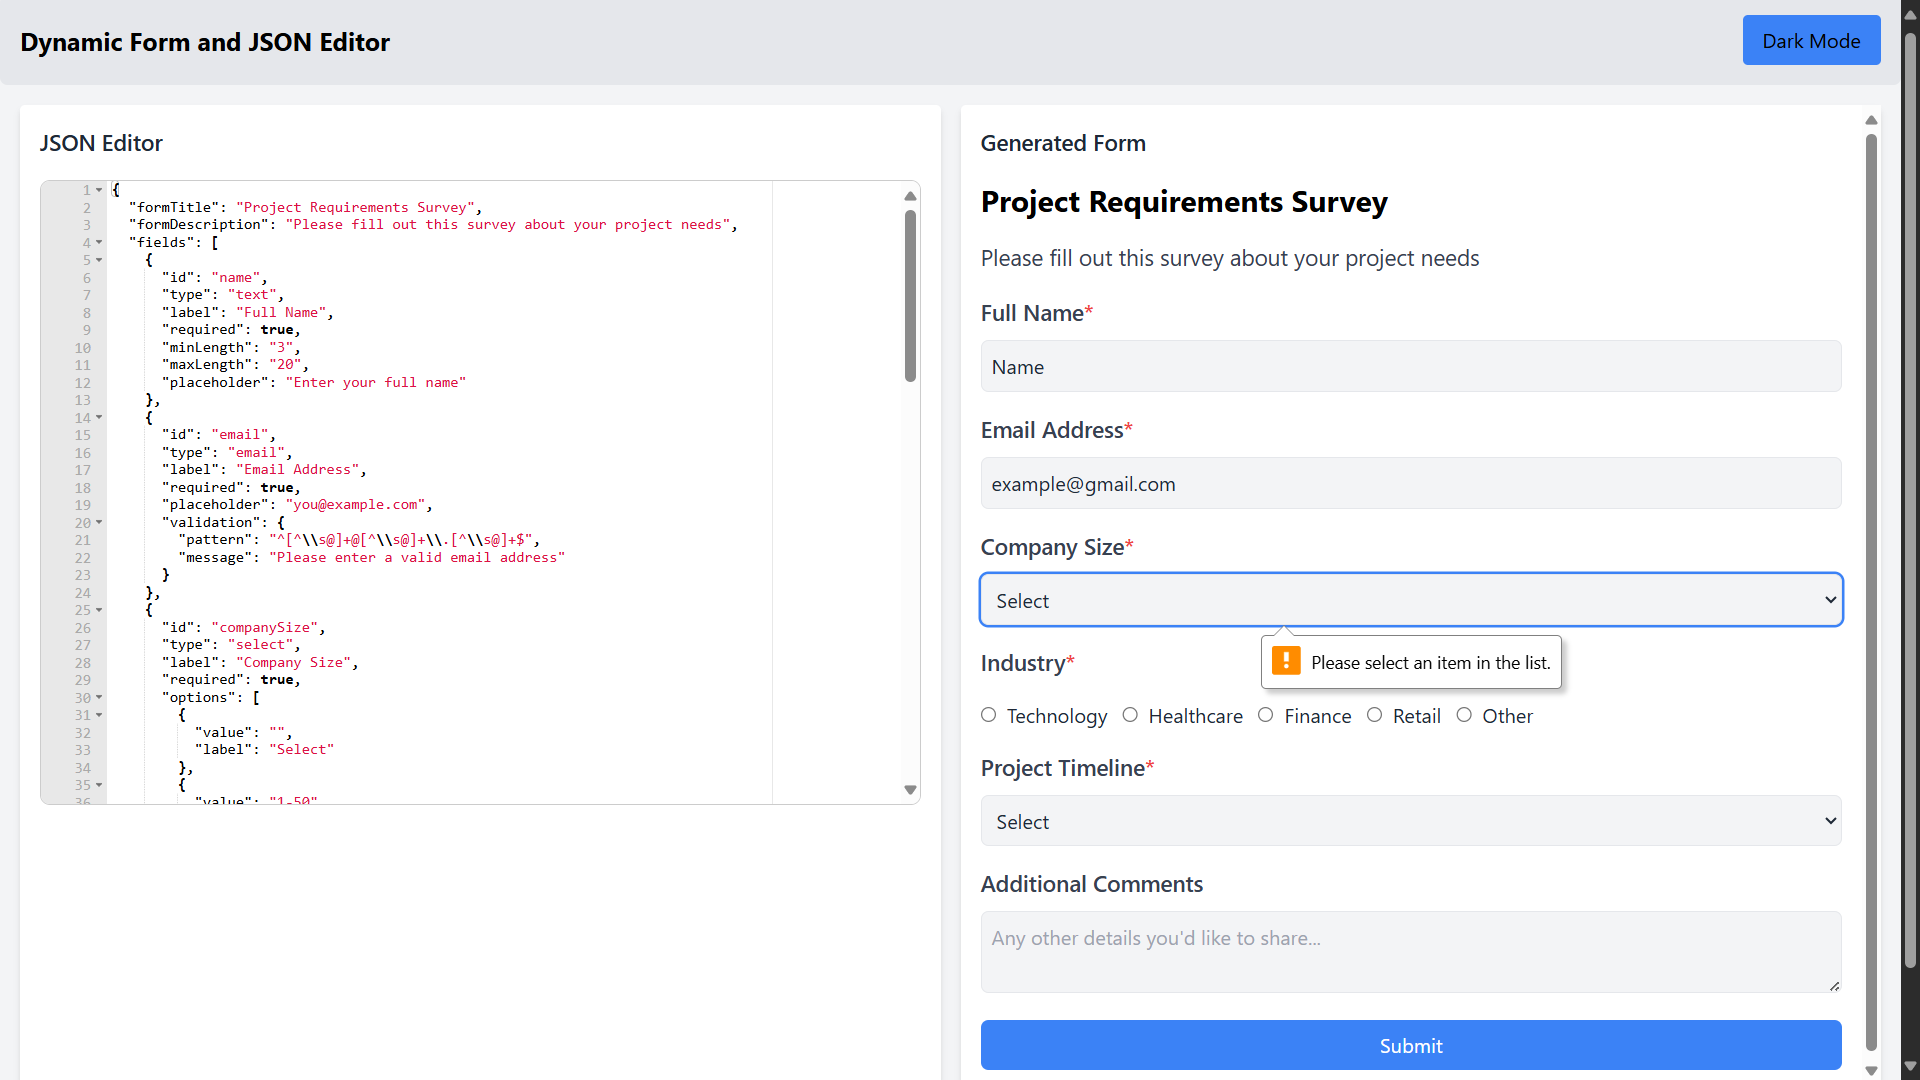 Dynamic Form and JSON Editor
Dark Mode
JSON Editor
1 {
2 "formTitle": "Project Requirements Survey",
3 "formDescription": "Please fill out this survey about your project needs",
4 "fields": [
5 {
6 "id": "name",
7 "type": "text",
8 "label": "Full Name",
9 "required": true,
10 "minLength": "3",
11 "maxLength": "20",
12 "placeholder": "Enter your full name"
13 },
14 {
15 "id": "email",
16 "type": "email",
17 "label": "Email Address",
18 "required": true,
19 "placeholder": "you@example.com",
20 "validation": {
21 "pattern": "^[^\\s@]+@[^\\s@]+\\.[^\\s@]+$",
22 "message": "Please enter a valid email address"
23 }
24 },
25 {
26 "id": "companySize",
27 "type": "select",
28 "label": "Company Size",
29 "required": true,
30 "options": [
31 {
32 "value": "",
33 "label": "Select"
34 },
35 {
36 "value": "1-50"
Generated Form
Project Requirements Survey
Please fill out this survey about your project needs
Full Name*
Name
Email Address*
example@gmail.com
Company Size*
Select
Please select an item in the list.
Industry*
Technology Healthcare Finance Retail Other
Project Timeline*
Select
Additional Comments
Any other details you'd like to share...
Submit